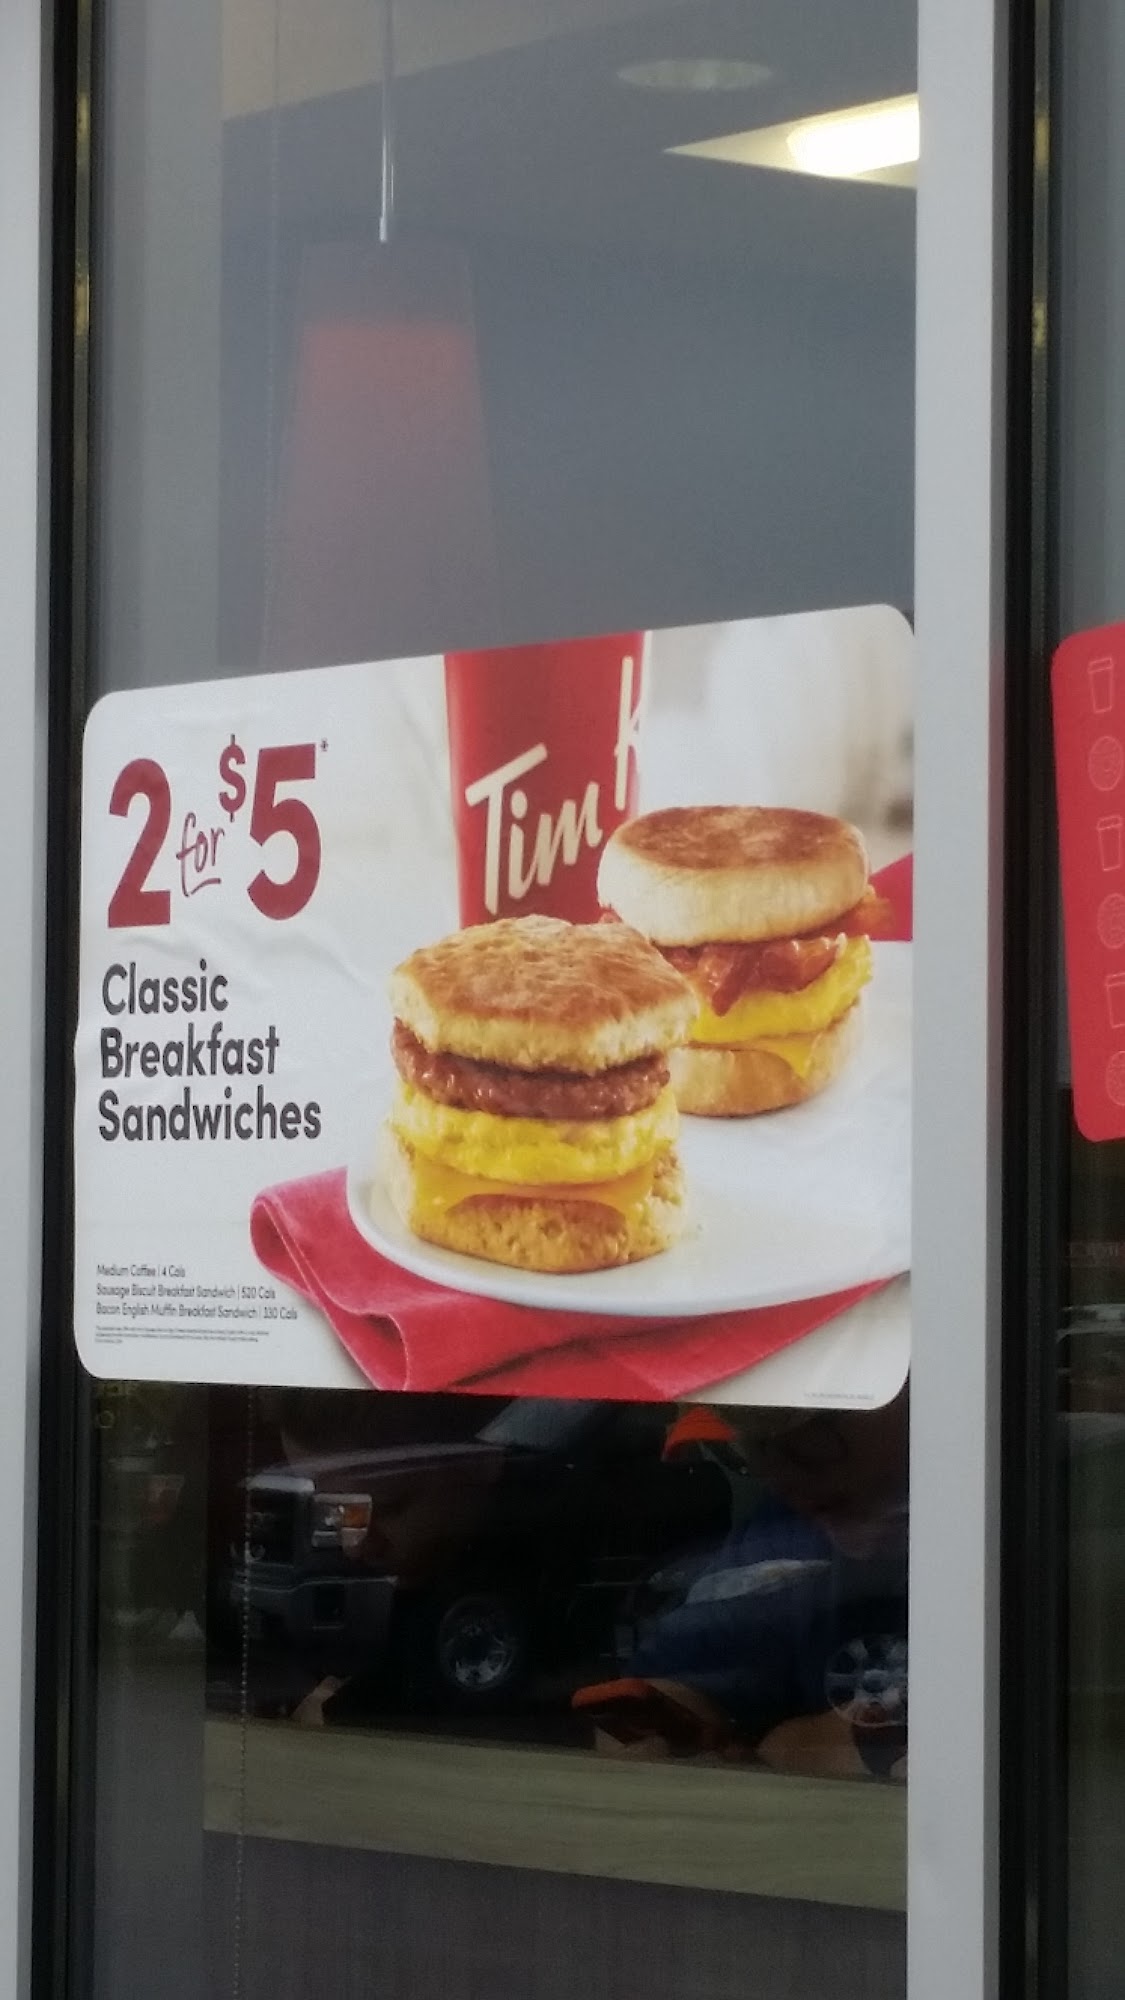 2 for $5*
Tim H
Classic
Breakfast
Sandwiches
Medium Coffee | 4 Cals
Sausage Biscuit Breakfast Sandwich | 520 Cals
Bacon English Muffin Breakfast Sandwich | 330 Cals